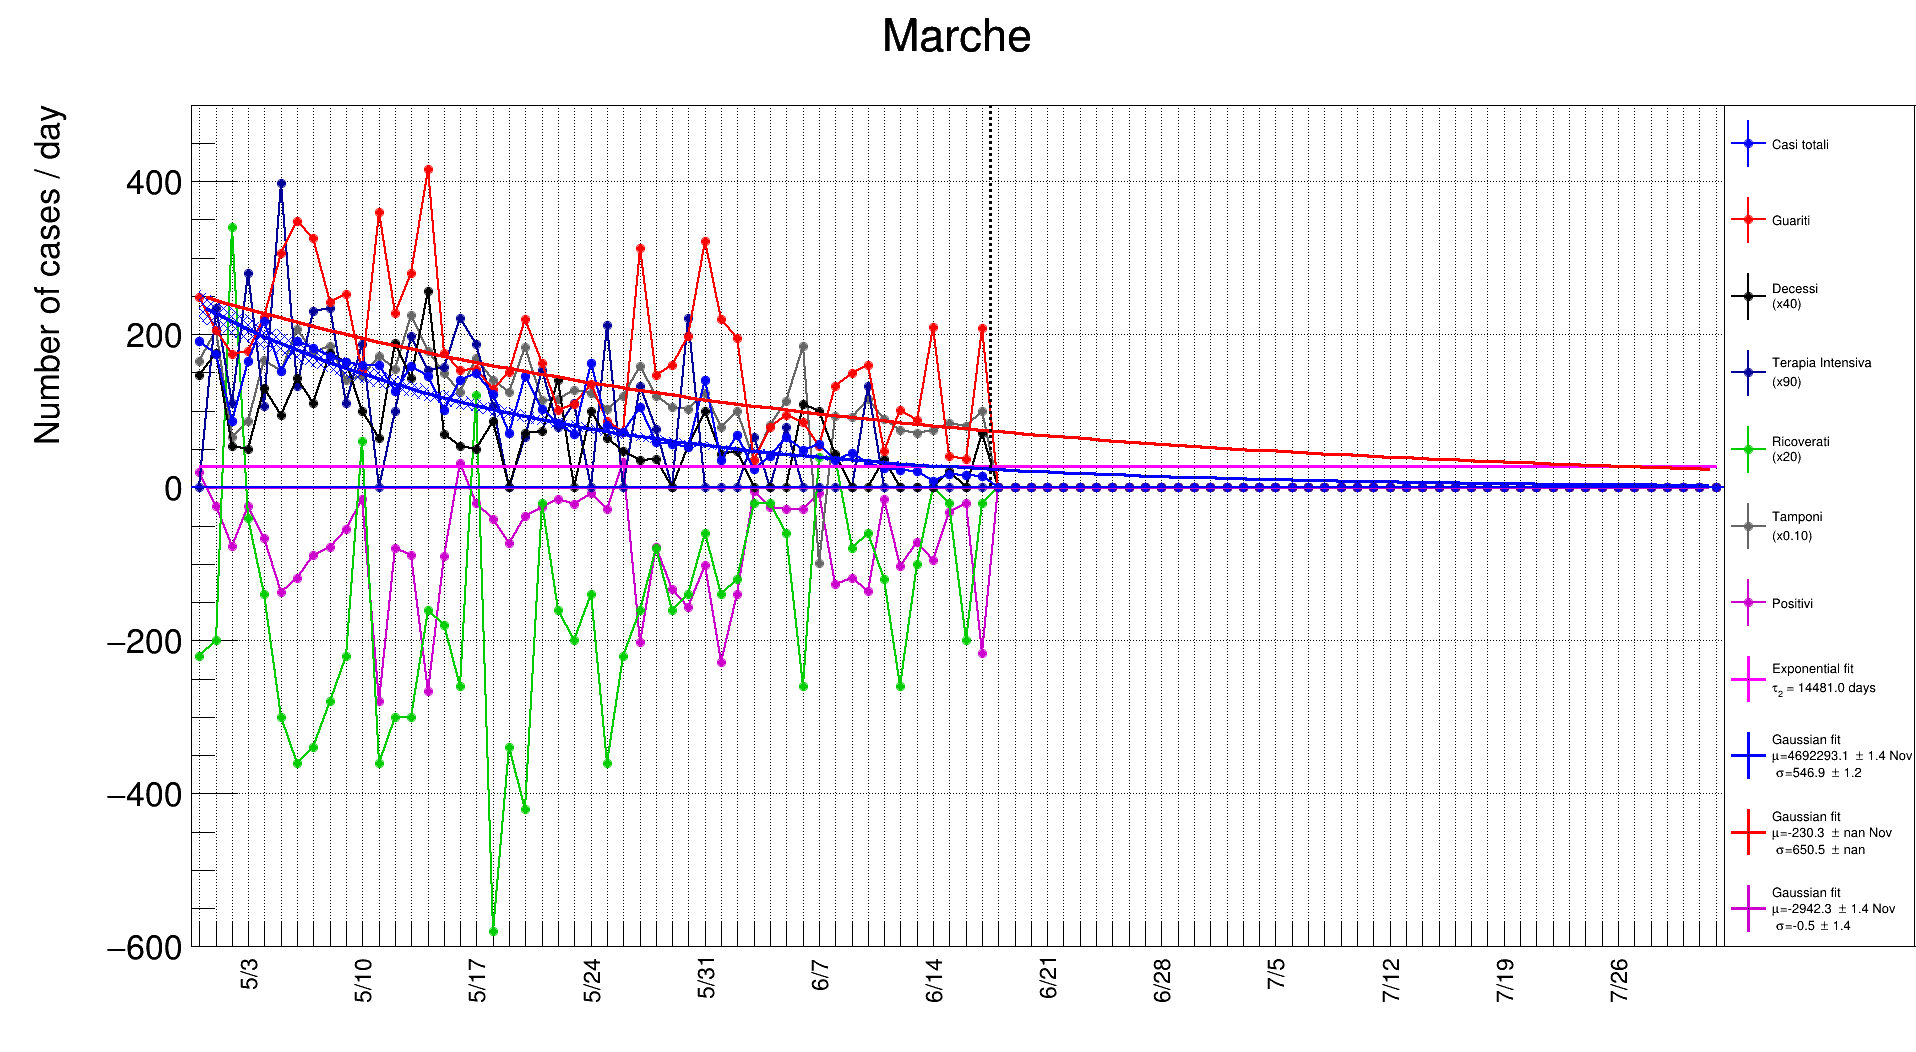 Marche
Number of cases / day
400
200
0
−200
−400
−600
5/3
5/10
5/17
5/24
5/31
6/7
6/14
6/21
6/28
7/5
7/12
7/19
7/26
Casi totali
Guariti
Decessi
(x40)
Terapia Intensiva
(x90)
Ricoverati
(x20)
Tamponi
(x0.10)
Positivi
Exponential fit
τ2 = 14481.0 days
Gaussian fit
μ=4692293.1 ± 1.4 Nov
σ=546.9 ± 1.2
Gaussian fit
μ=-230.3 ± nan Nov
σ=650.5 ± nan
Gaussian fit
μ=-2942.3 ± 1.4 Nov
σ=-0.5 ± 1.4